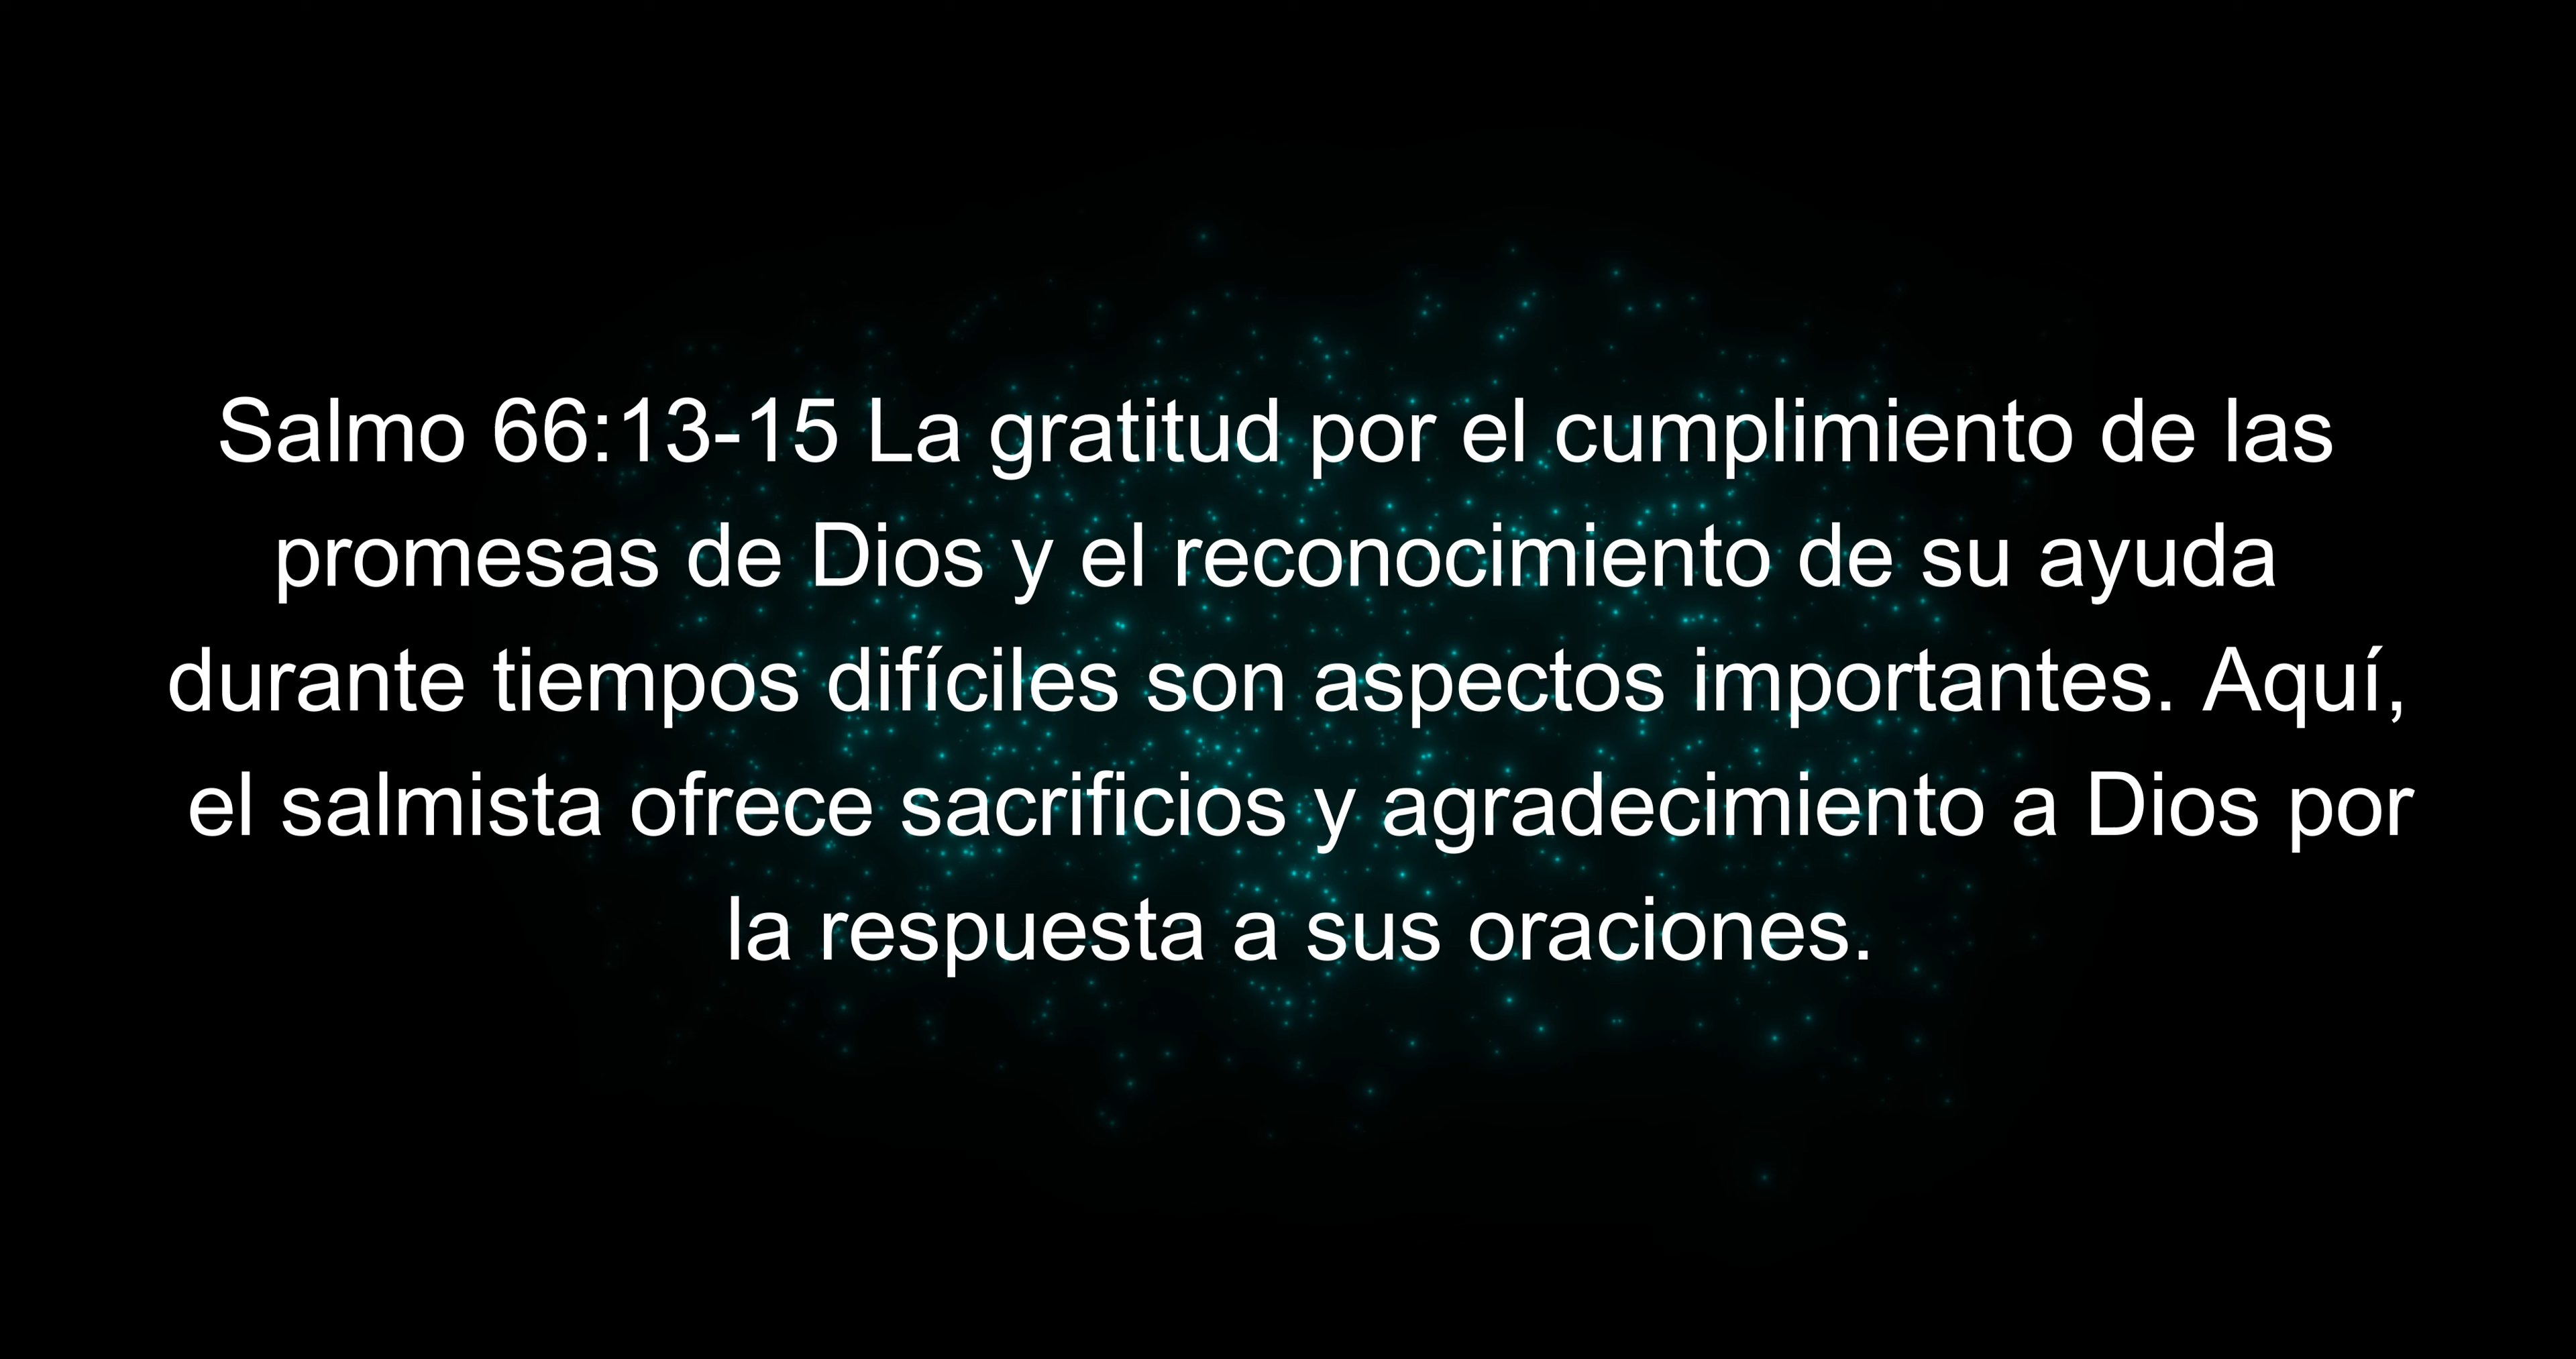 Salmo 66:13-15 La gratitud por el cumplimiento de las
promesas de Dios y el reconocimiento de su ayuda
durante tiempos difíciles son aspectos importantes. Aquí,
el salmista ofrece sacrificios y agradecimiento a Dios por
la respuesta a sus oraciones.